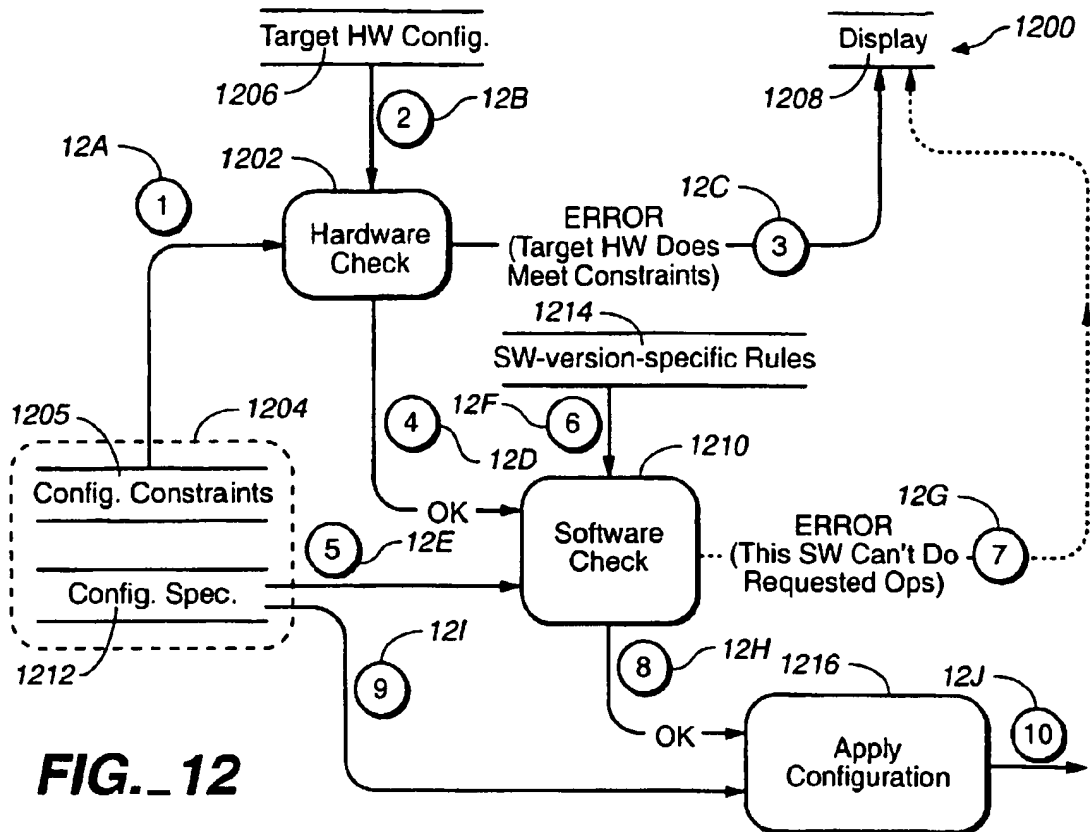 Target HW Config.
1206
2
12B
Display
1200
1208
12A
1
1202
Hardware
Check
12C
ERROR
(Target HW Does
Meet Constraints)
3
1214
SW-version-specific Rules
1205
1204
Config. Constraints
Config. Spec.
1212
4
12D
OK
12F
6
1210
5
12E
Software
Check
12G
ERROR
(This SW Can't Do
Requested Ops)
7
12I
9
8
12H
OK
1216
Apply
Configuration
12J
10
FIG._12